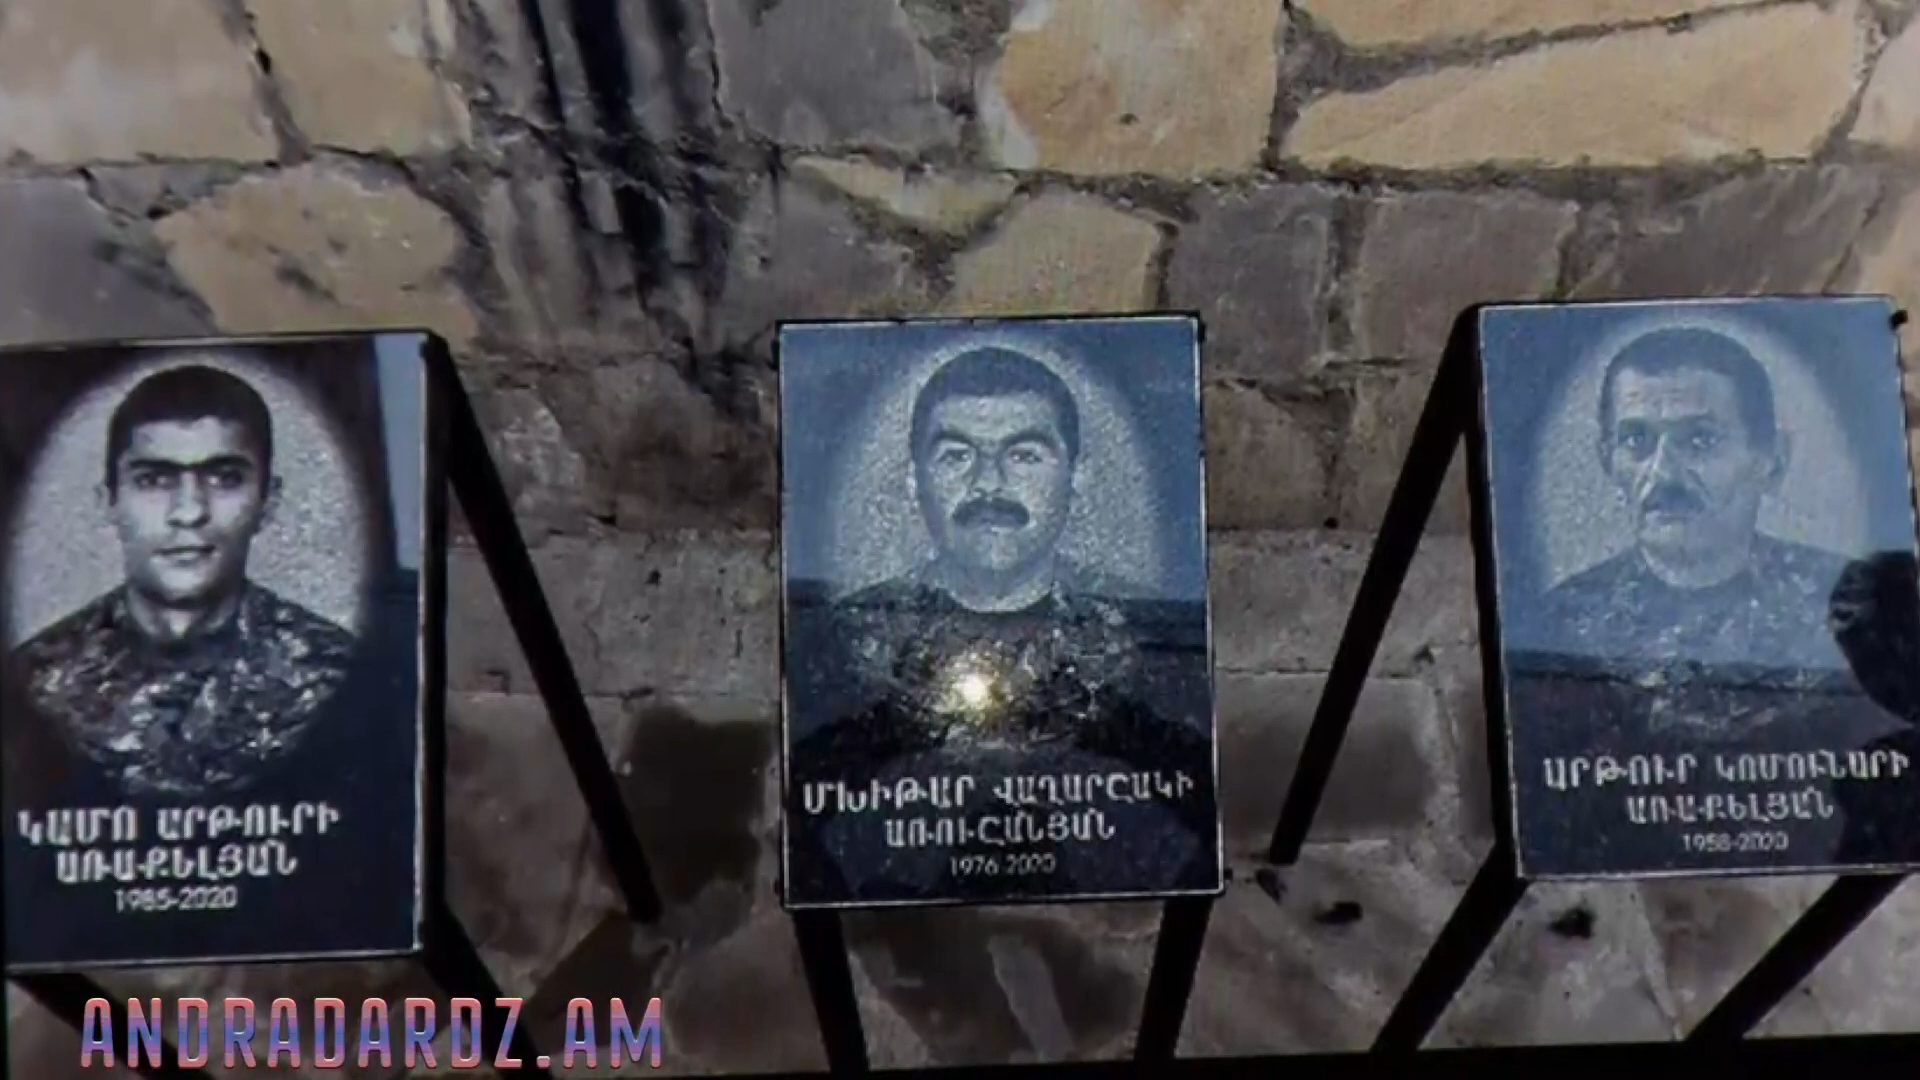 ԿԱՄՈ ԱՐԹՈՒՐԻ
ԱՌԱՔԵԼՅԱՆ
1985-2020
ՄԽԻԹԱՐ ՎԱՂԱՐՇԱԿԻ
ԱՌՈՒՇԱՆՅԱՆ
1976-2020
ԱՐԹՈՒՐ ԿՈՄՈՒՆԱՐԻ
ԱՌԱՔԵԼՅԱՆ
1958-2020
ANDRADARDZ.AM